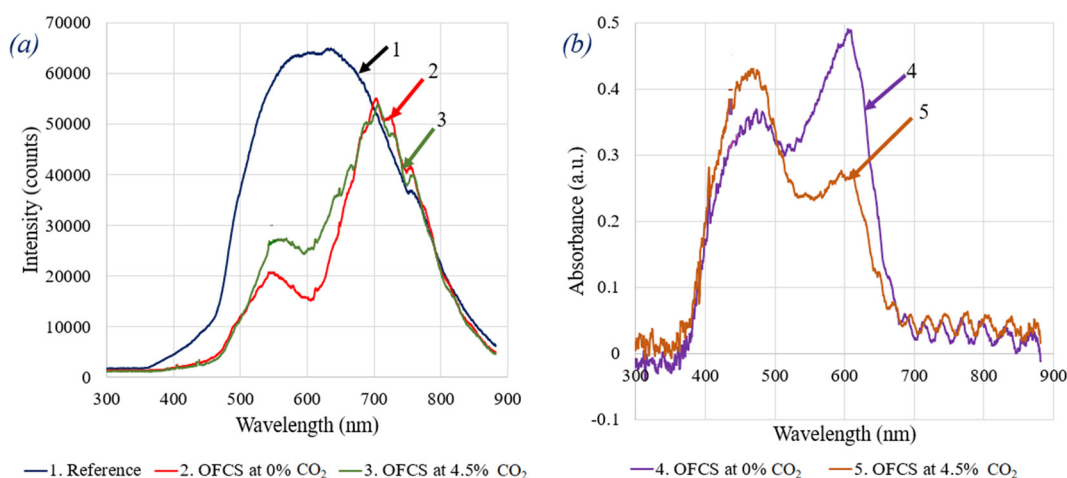 (a)
Intensity (counts)
70000
60000
50000
40000
30000
20000
10000
0
300 400 500 600 700 800 900
Wavelength (nm)
1
2
3
1. Reference 2. OFCS at 0% CO₂ 3. OFCS at 4.5% CO₂
(b)
Absorbance (a.u.)
0.5
0.4
0.3
0.2
0.1
0
-0.1
300 400 500 600 700 800 900
Wavelength (nm)
4
5
4. OFCS at 0% CO₂ 5. OFCS at 4.5% CO₂